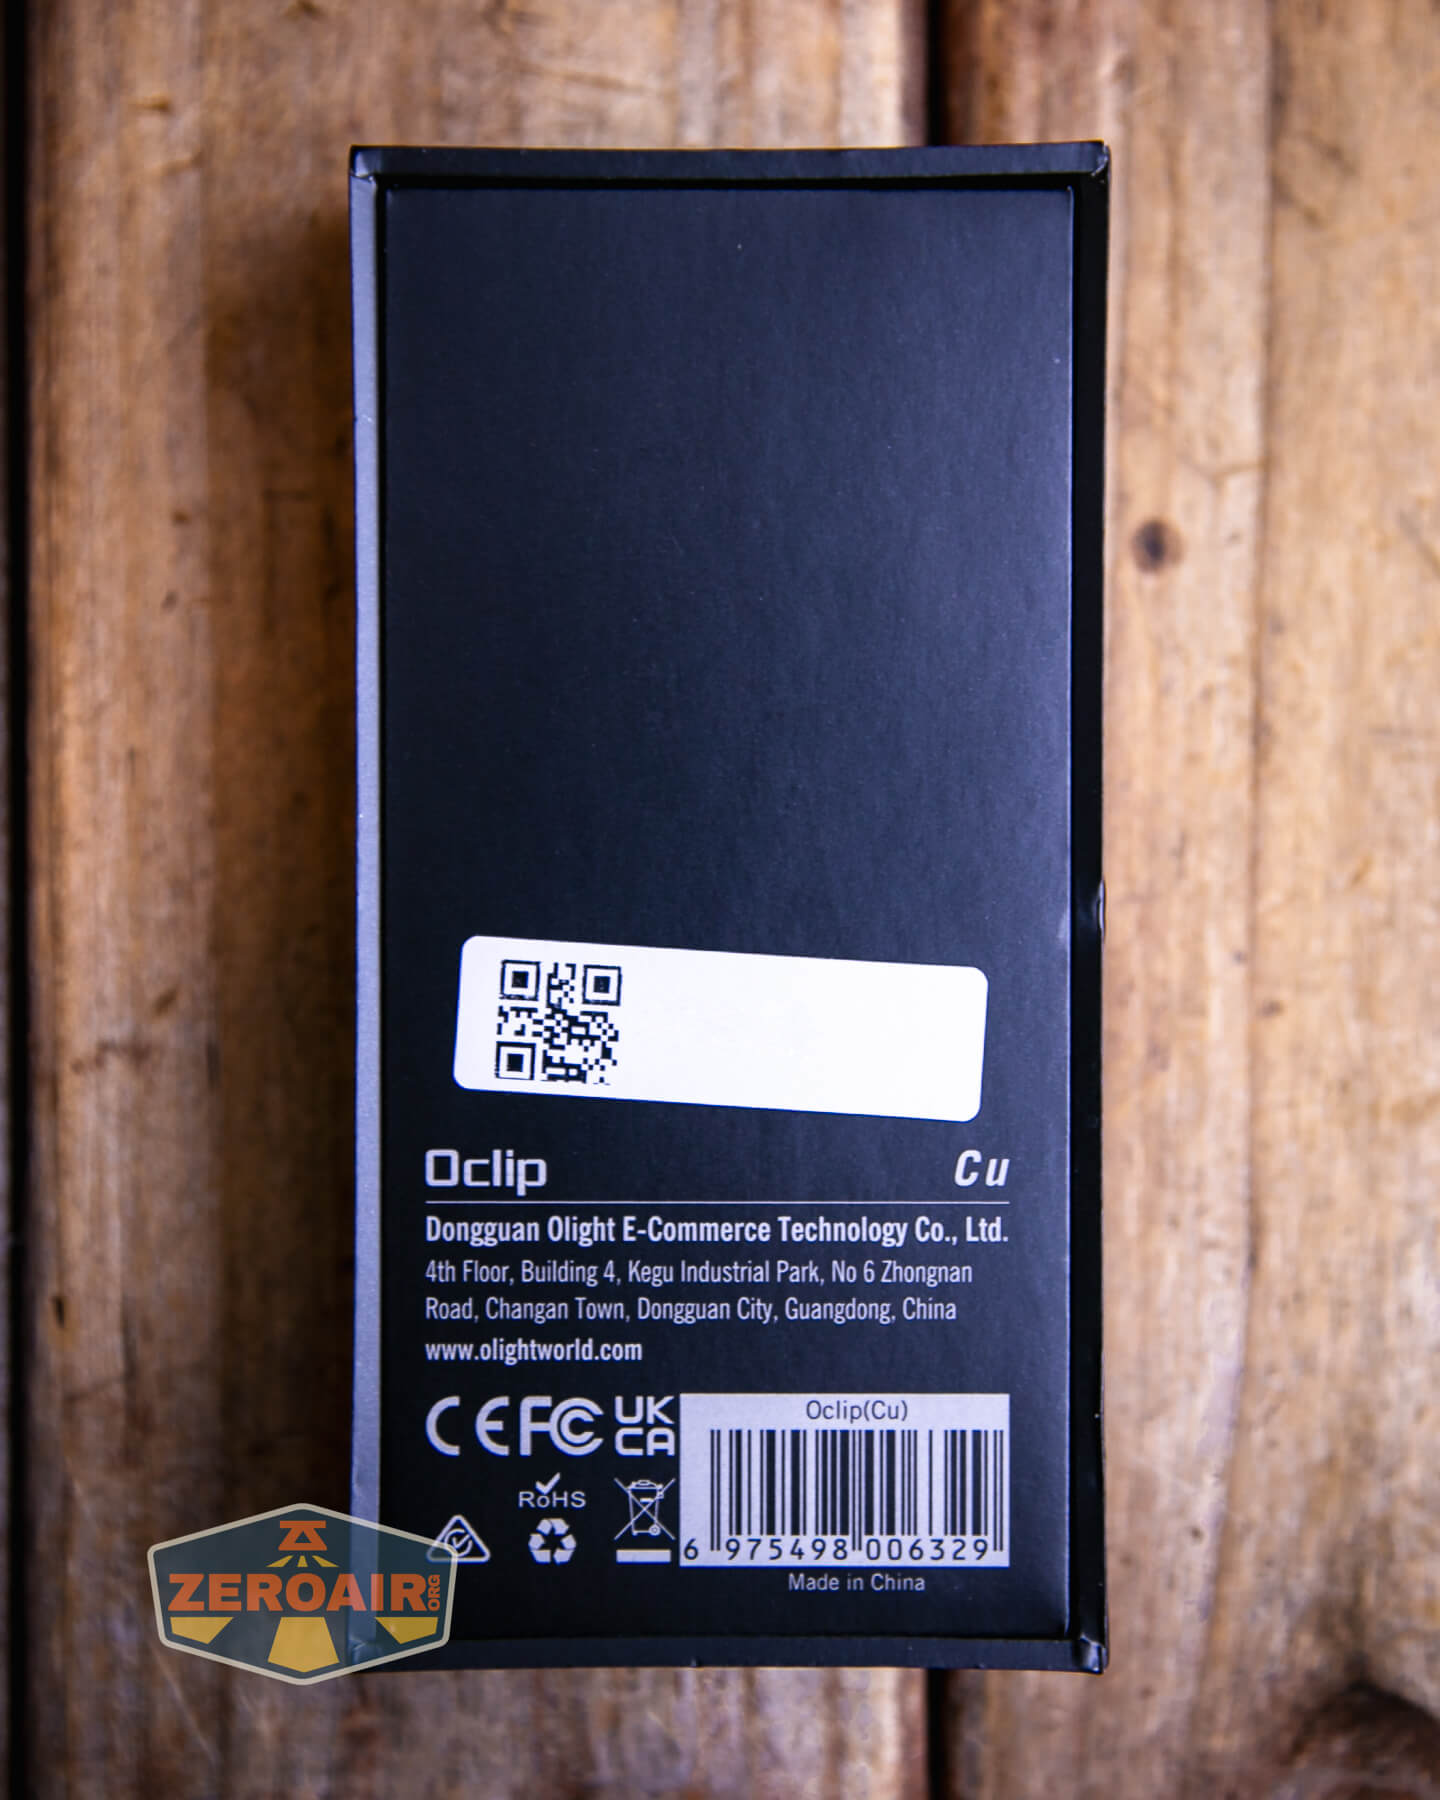 Oclip Cu
Dongguan Olight E-Commerce Technology Co., Ltd.
4th Floor, Building 4, Kegu Industrial Park, No 6 Zhongnan
Road, Changan Town, Dongguan City, Guangdong, China
www.olightworld.com
CE FC UK
CA
Oclip(Cu)
RoHS
6 975498 006329
Made in China
ZEROAIR.ORG